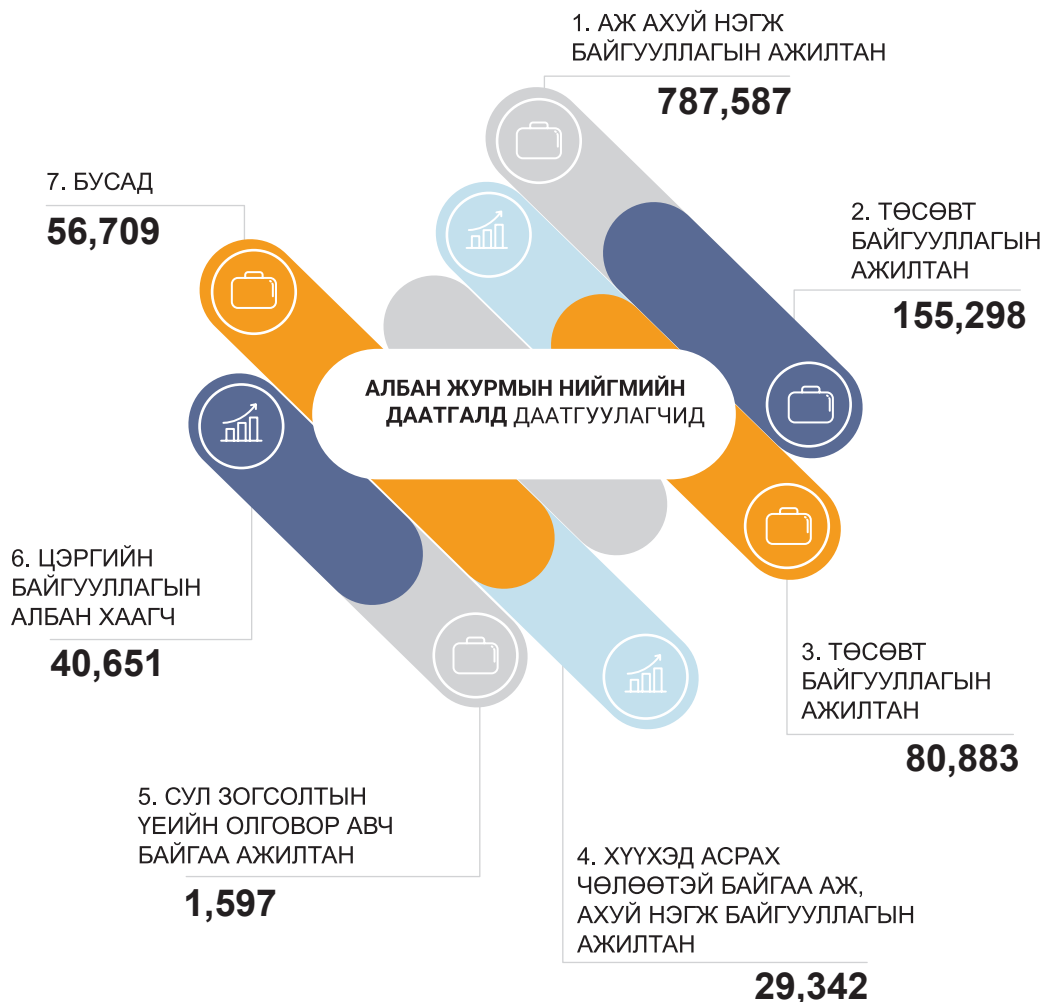 1. АЖ АХУЙ НЭГЖ
БАЙГУУЛЛАГЫН АЖИЛТАН
787,587
2. ТӨСӨВТ
БАЙГУУЛЛАГЫН
АЖИЛТАН
155,298
3. ТӨСӨВТ
БАЙГУУЛЛАГЫН
АЖИЛТАН
80,883
4. ХҮҮХЭД АСРАХ
ЧӨЛӨӨТЭЙ БАЙГАА АЖ,
АХУЙ НЭГЖ БАЙГУУЛЛАГЫН
АЖИЛТАН
29,342
5. СУЛ ЗОГСОЛТЫН
ҮЕИЙН ОЛГОВОР АВЧ
БАЙГАА АЖИЛТАН
1,597
6. ЦЭРГИЙН
БАЙГУУЛЛАГЫН
АЛБАН ХААГЧ
40,651
7. БУСАД
56,709
АЛБАН ЖУРМЫН НИЙГМИЙН
ДААТГАЛД ДААТГУУЛАГЧИД